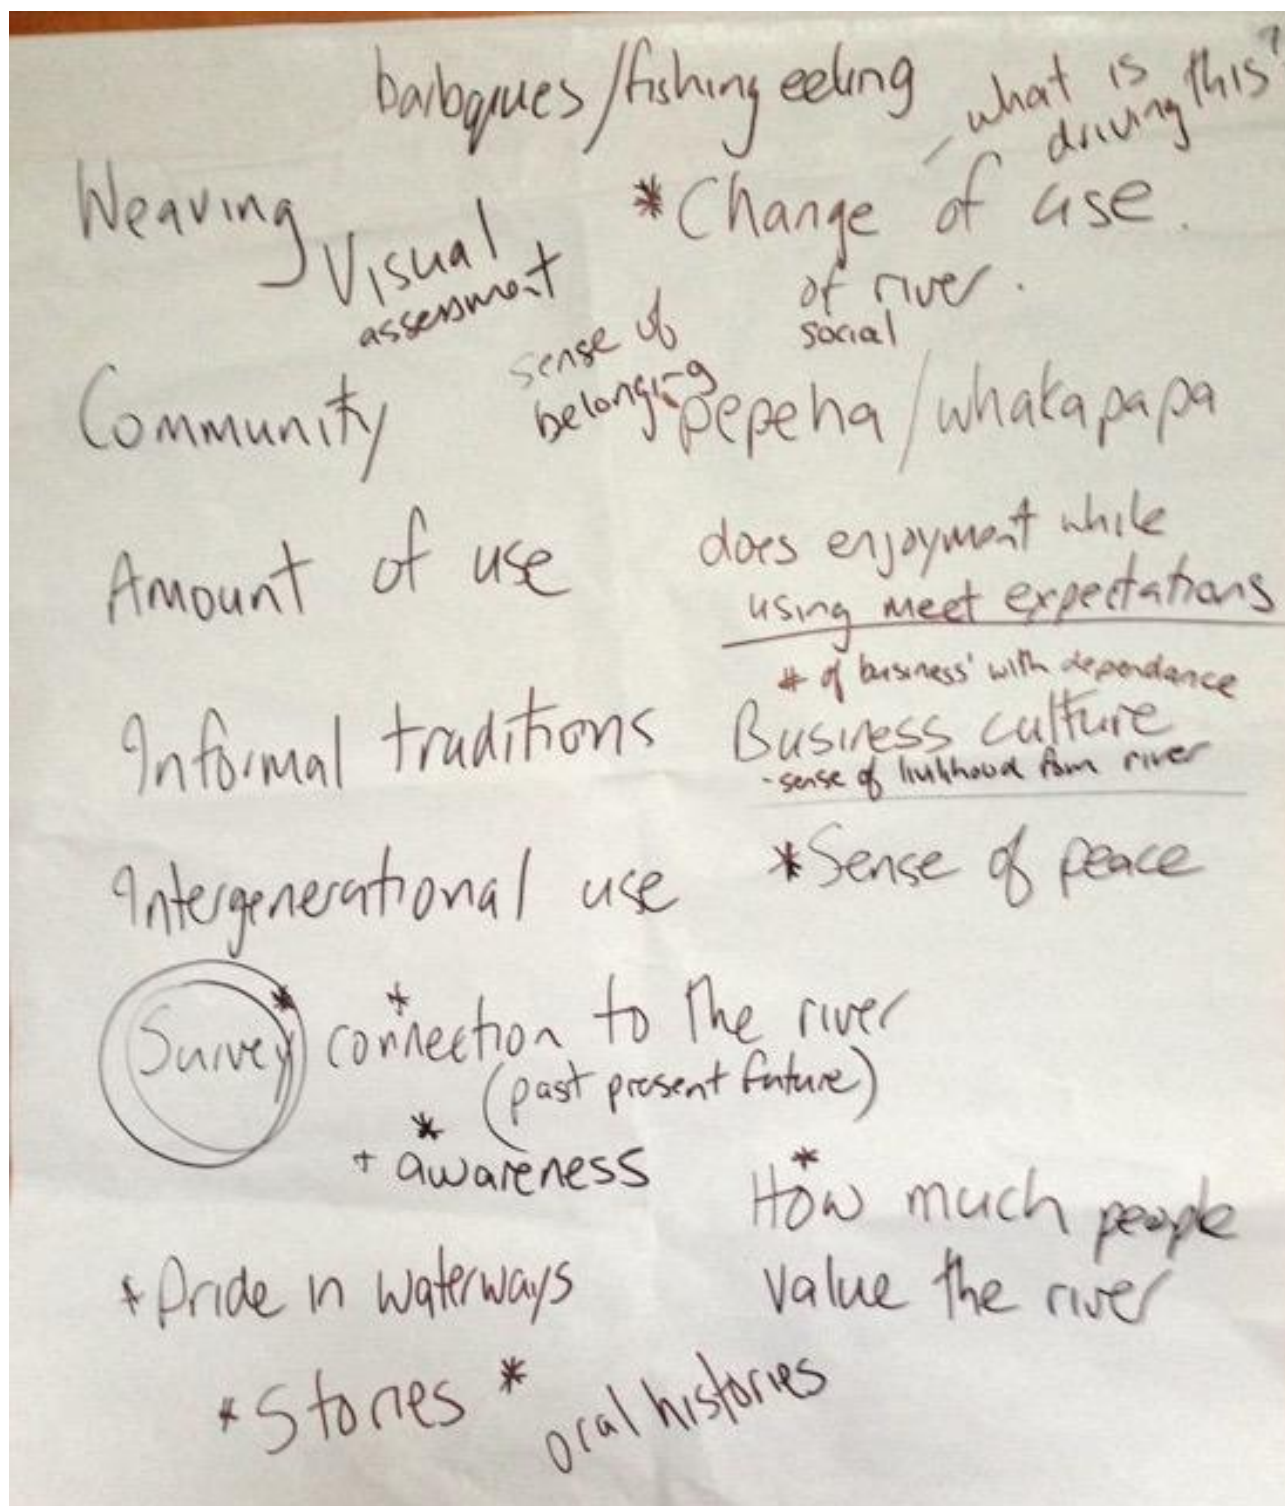 barbques/fishing eeling
what is
driving this?
Weaving
* Change of use.
of river.
social
Visual
assessment
sense of
belonging
Community
pepeha/whakapapa
Amount of use
does enjoyment while
using meet expectations
# of business' with dependance
Informal traditions
Business culture
- sense of livlihood from river
Intergenerational use
* Sense of peace
Survey * connection to the river
(past present future)
+ awareness *
* How much people
value the river
* Pride in waterways
* Stories *
oral histories